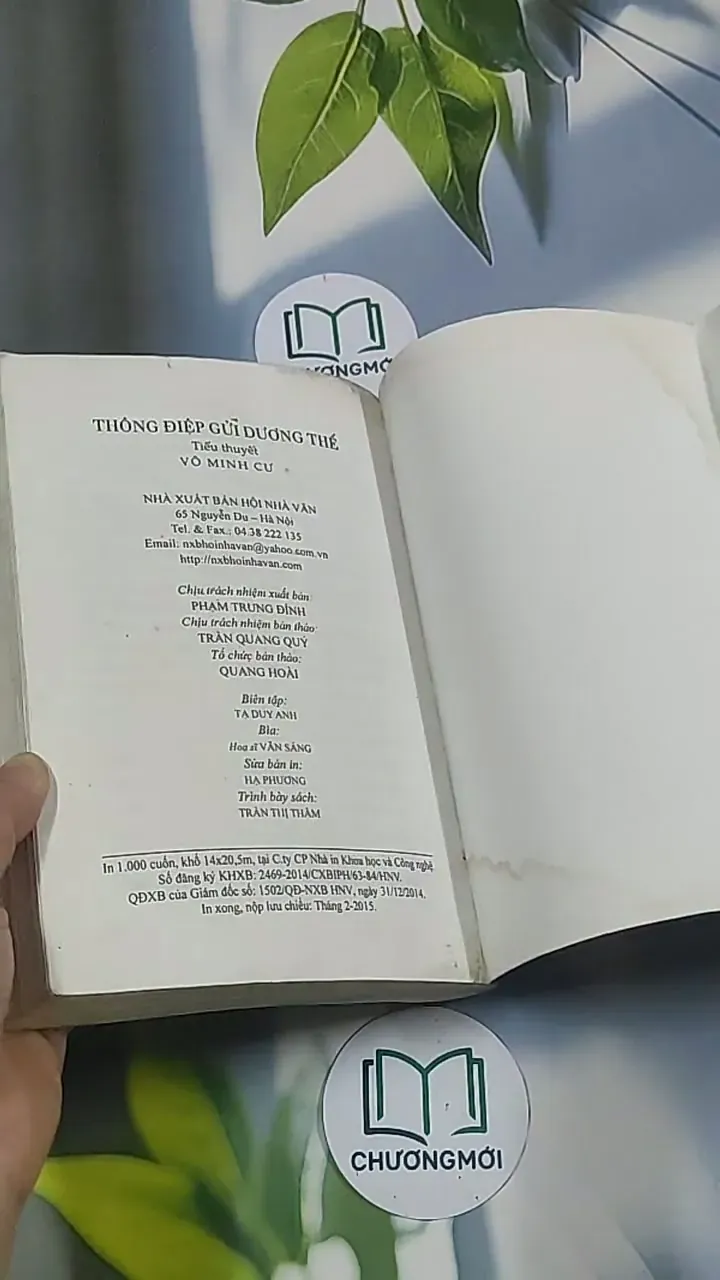 ƯƠNGMỚ
THÔNG ĐIỆP GỬI DƯƠNG THẾ
Tiểu thuyết
VÕ MINH CỰ
NHÀ XUẤT BẢN HỘI NHÀ VĂN
65 Nguyễn Du – Hà Nội
Tel. & Fax.: 04.38 222 135
Email: nxbhoinhavan@yahoo.com.vn
http://nxbhoinhavan.com
Chịu trách nhiệm xuất bản
PHẠM TRUNG ĐỈNH
Chịu trách nhiệm bản thảo:
TRẦN QUANG QUÝ
Tổ chức bản thảo:
QUANG HOÀI
Biên tập:
TẠ DUY ANH
Bìa:
Hoạ sĩ VĂN SÁNG
Sửa bản in:
HẠ PHƯƠNG
Trình bày sách:
TRẦN THỊ THẮM
In 1.000 cuốn, khổ 14x20,5m, tại C.ty CP Nhà in Khoa học và Công nghệ
Số đăng ký KHXB: 2469-2014/CXBIPH/63-84/HNV.
QĐXB của Giám đốc số: 1502/QĐ-NXB HNV, ngày 31/12/2014.
In xong, nộp lưu chiểu: Tháng 2-2015.
CHƯƠNGMỚI